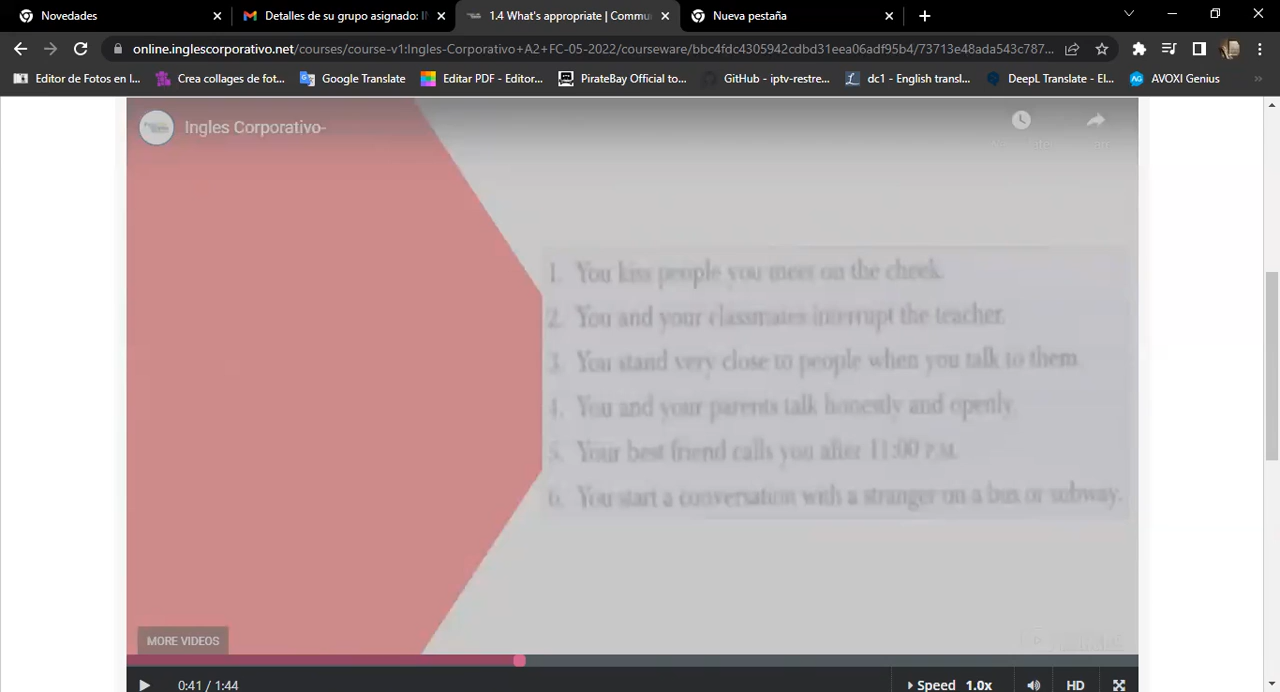 Novedades
Detalles de su grupo asignado: IN
1.4 What's appropriate | Commu
Nueva pestaña
online.inglescorporativo.net/courses/course-v1:Ingles-Corporativo+A2+FC-05-2022/courseware/bbc4fdc4305942cdbd31eea06adf95b4/73713e48ada543c787...
Editor de Fotos en l...
Crea collages de fot...
Google Translate
Editar PDF - Editor...
PirateBay Official to...
GitHub - iptv-restre...
dc1 - English transl...
DeepL Translate - El...
AVOXI Genius
Ingles Corporativo-
1. You kiss people you meet on the cheek.
2. You and your classmates interrupt the teacher.
3. You stand very close to people when you talk to them.
4. You and your parents talk honestly and openly.
5. Your best friend calls you after 11:00 P.M.
6. You start a conversation with a stranger on a bus or subway.
MORE VIDEOS
0:41 / 1:44
Speed 1.0x
HD